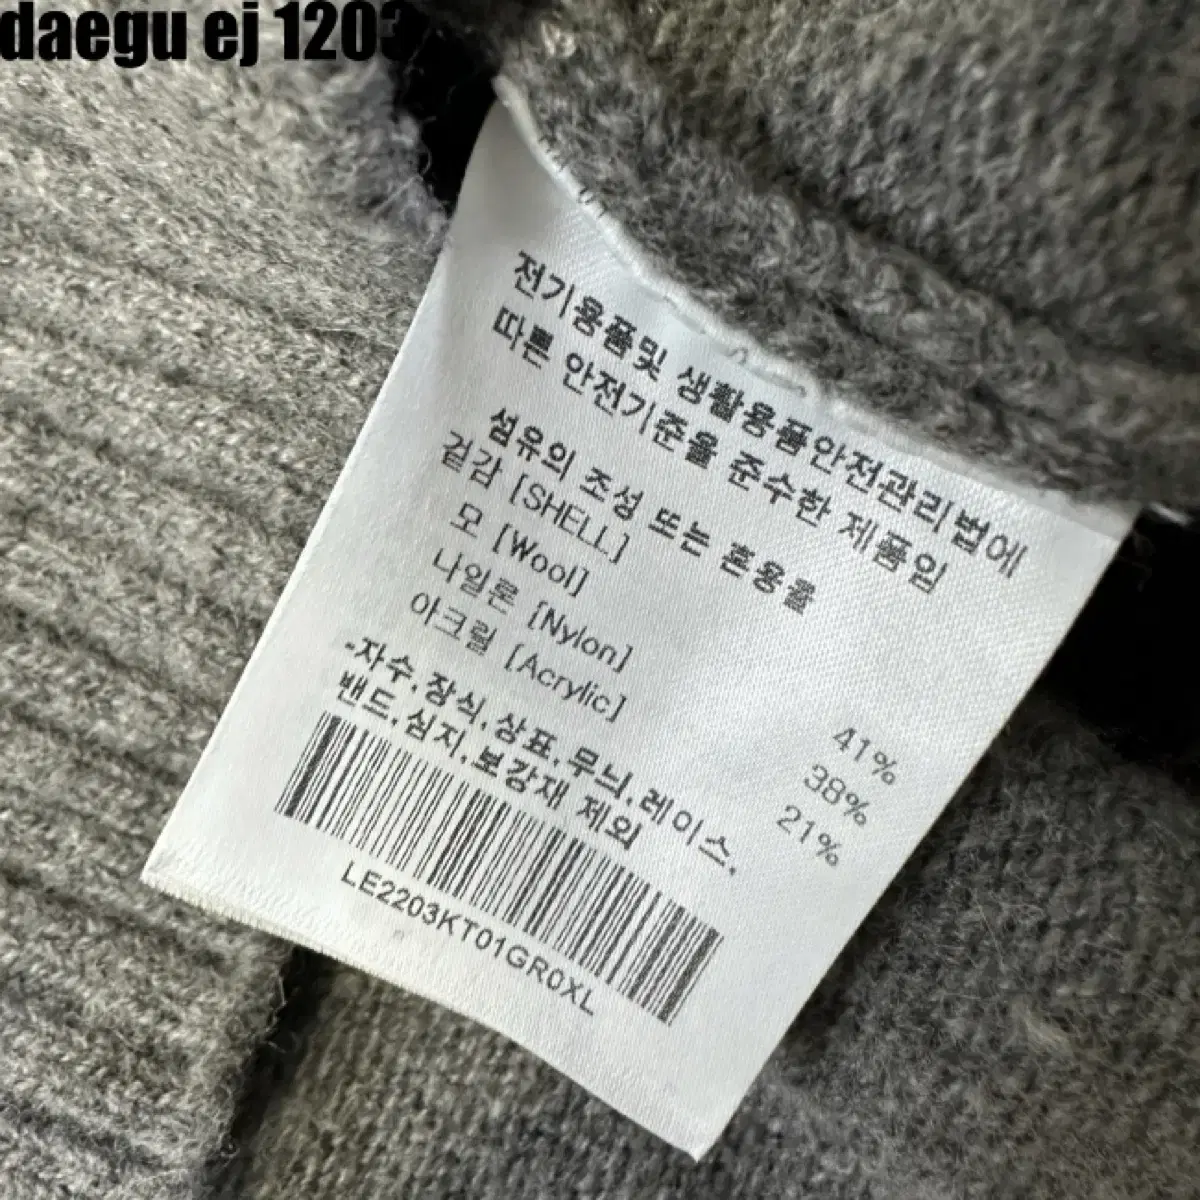 daegu ej 1203
전기용품및 생활용품안전관리법에
따른 안전기준을 준수한 제품임
섬유의 조성 또는 혼용율
겉감 [SHELL]
모 [Wool] 41%
나일론 [Nylon] 38%
아크릴 [Acrylic] 21%
-자수,장식,상표,무늬,레이스,
밴드,심지,보강재 제외
LE2203KT01GR0XL